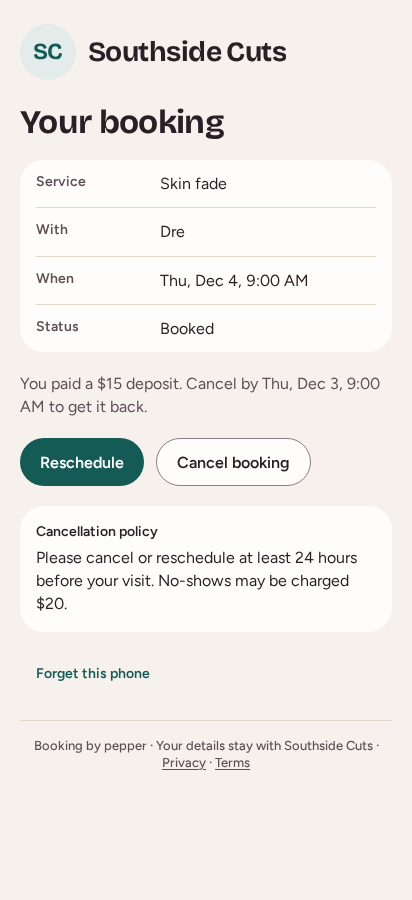 SC
Southside Cuts
Your booking
Service
Skin fade
With
Dre
When
Thu, Dec 4, 9:00 AM
Status
Booked
You paid a $15 deposit. Cancel by Thu, Dec 3, 9:00
AM to get it back.
Reschedule
Cancel booking
Cancellation policy
Please cancel or reschedule at least 24 hours
before your visit. No-shows may be charged
$20.
Forget this phone
Booking by pepper · Your details stay with Southside Cuts ·
Privacy · Terms